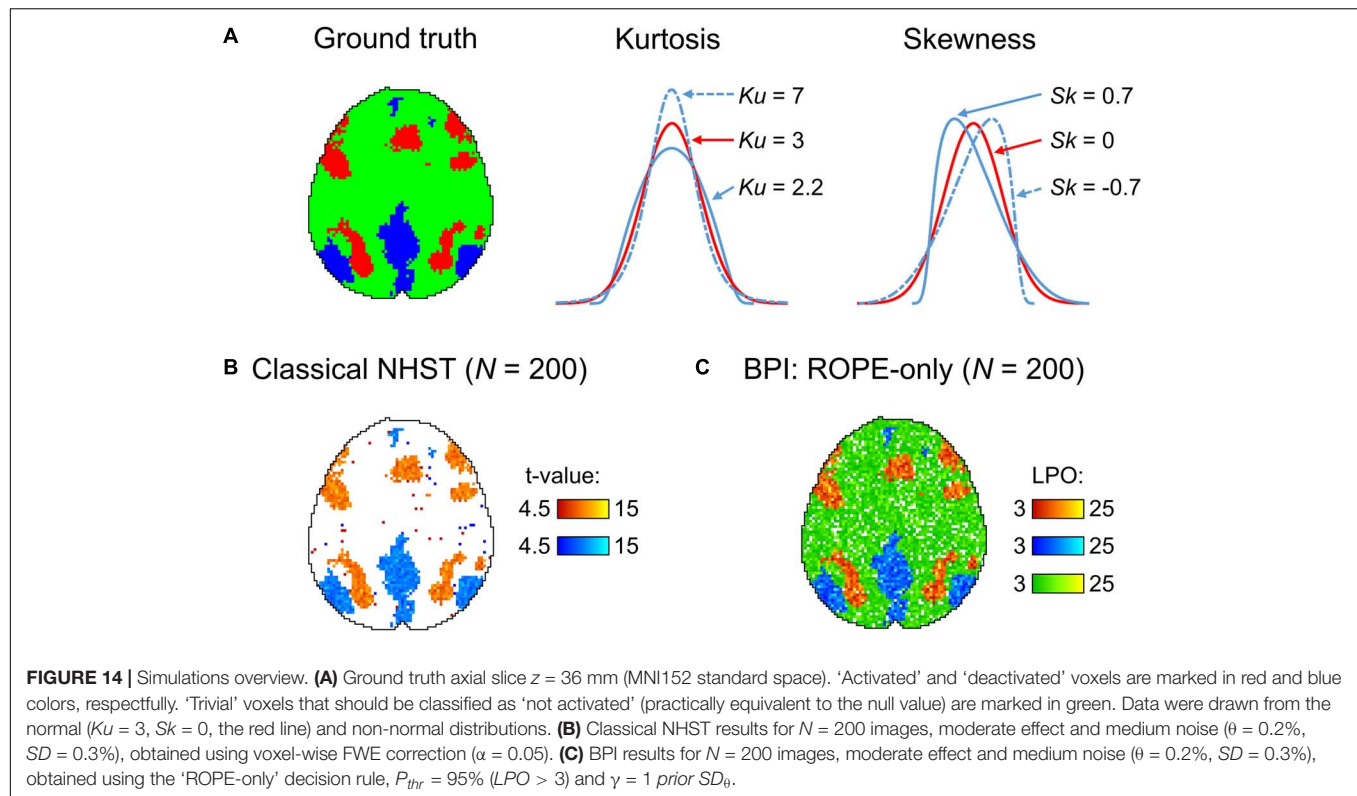 A Ground truth
Kurtosis
Skewness
Ku = 7
Ku = 3
Ku = 2.2
Sk = 0.7
Sk = 0
Sk = -0.7
B Classical NHST (N = 200)
t-value:
4.5 15
4.5 15
C BPI: ROPE-only (N = 200)
LPO:
3 25
3 25
3 25
FIGURE 14 | Simulations overview. (A) Ground truth axial slice z = 36 mm (MNI152 standard space). ‘Activated’ and ‘deactivated’ voxels are marked in red and blue
colors, respectfully. ‘Trivial’ voxels that should be classified as ‘not activated’ (practically equivalent to the null value) are marked in green. Data were drawn from the
normal (Ku = 3, Sk = 0, the red line) and non-normal distributions. (B) Classical NHST results for N = 200 images, moderate effect and medium noise (θ = 0.2%,
SD = 0.3%), obtained using voxel-wise FWE correction (α = 0.05). (C) BPI results for N = 200 images, moderate effect and medium noise (θ = 0.2%, SD = 0.3%),
obtained using the ‘ROPE-only’ decision rule, Pthr = 95% (LPO > 3) and γ = 1 prior SDθ.